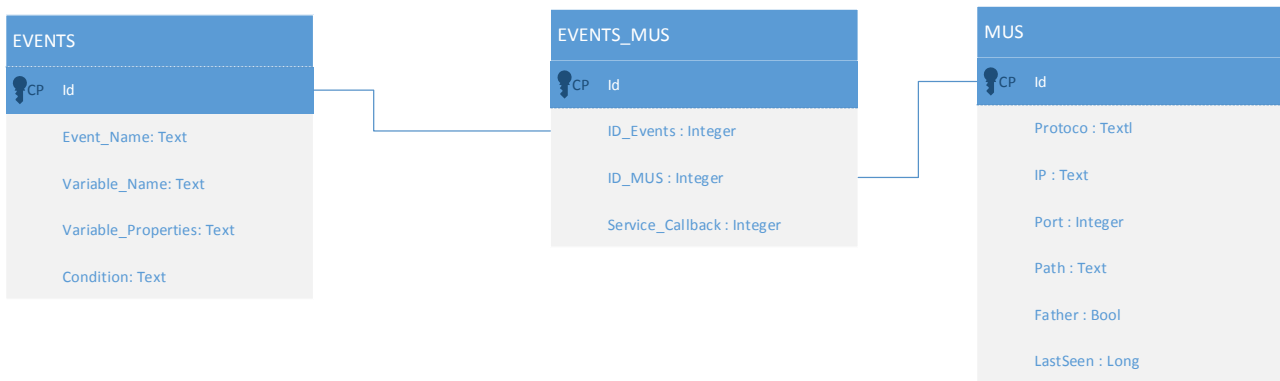 EVENTS
CP Id
Event_Name: Text
Variable_Name: Text
Variable_Properties: Text
Condition: Text
EVENTS_MUS
CP Id
ID_Events : Integer
ID_MUS : Integer
Service_Callback : Integer
MUS
CP Id
Protoco : Textl
IP : Text
Port : Integer
Path : Text
Father : Bool
LastSeen : Long